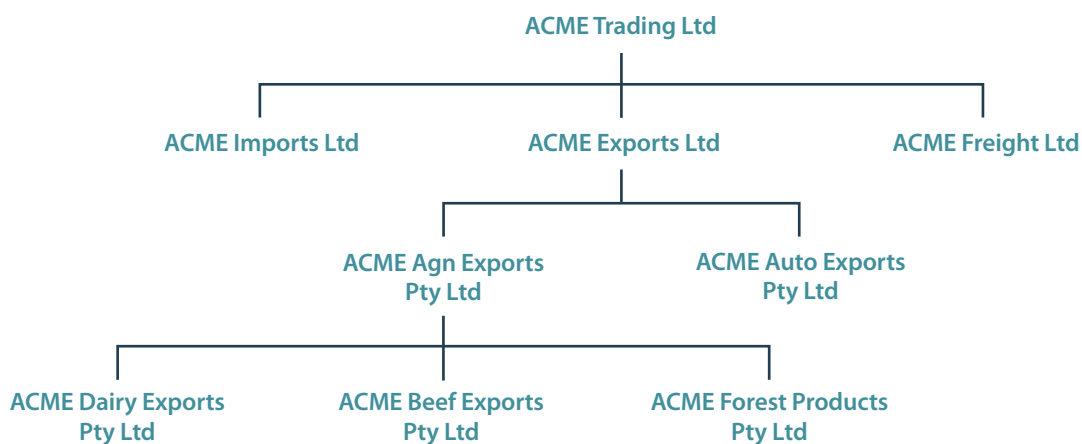 ACME Trading Ltd
ACME Imports Ltd
ACME Exports Ltd
ACME Freight Ltd
ACME Agn Exports
Pty Ltd
ACME Auto Exports
Pty Ltd
ACME Dairy Exports
Pty Ltd
ACME Beef Exports
Pty Ltd
ACME Forest Products
Pty Ltd